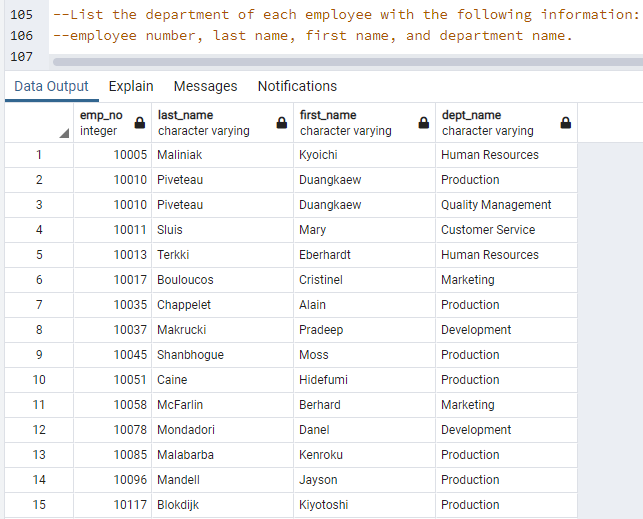 105 --List the department of each employee with the following information:
106 --employee number, last name, first name, and department name.
107
Data Output Explain Messages Notifications
emp_no last_name first_name dept_name
integer character varying character varying character varying
1 10005 Maliniak Kyoichi Human Resources
2 10010 Piveteau Duangkaew Production
3 10010 Piveteau Duangkaew Quality Management
4 10011 Sluis Mary Customer Service
5 10013 Terkki Eberhardt Human Resources
6 10017 Bouloucos Cristinel Marketing
7 10035 Chappelet Alain Production
8 10037 Makrucki Pradeep Development
9 10045 Shanbhogue Moss Production
10 10051 Caine Hidefumi Production
11 10058 McFarlin Berhard Marketing
12 10078 Mondadori Danel Development
13 10085 Malabarba Kenroku Production
14 10096 Mandell Jayson Production
15 10117 Blokdijk Kiyotoshi Production